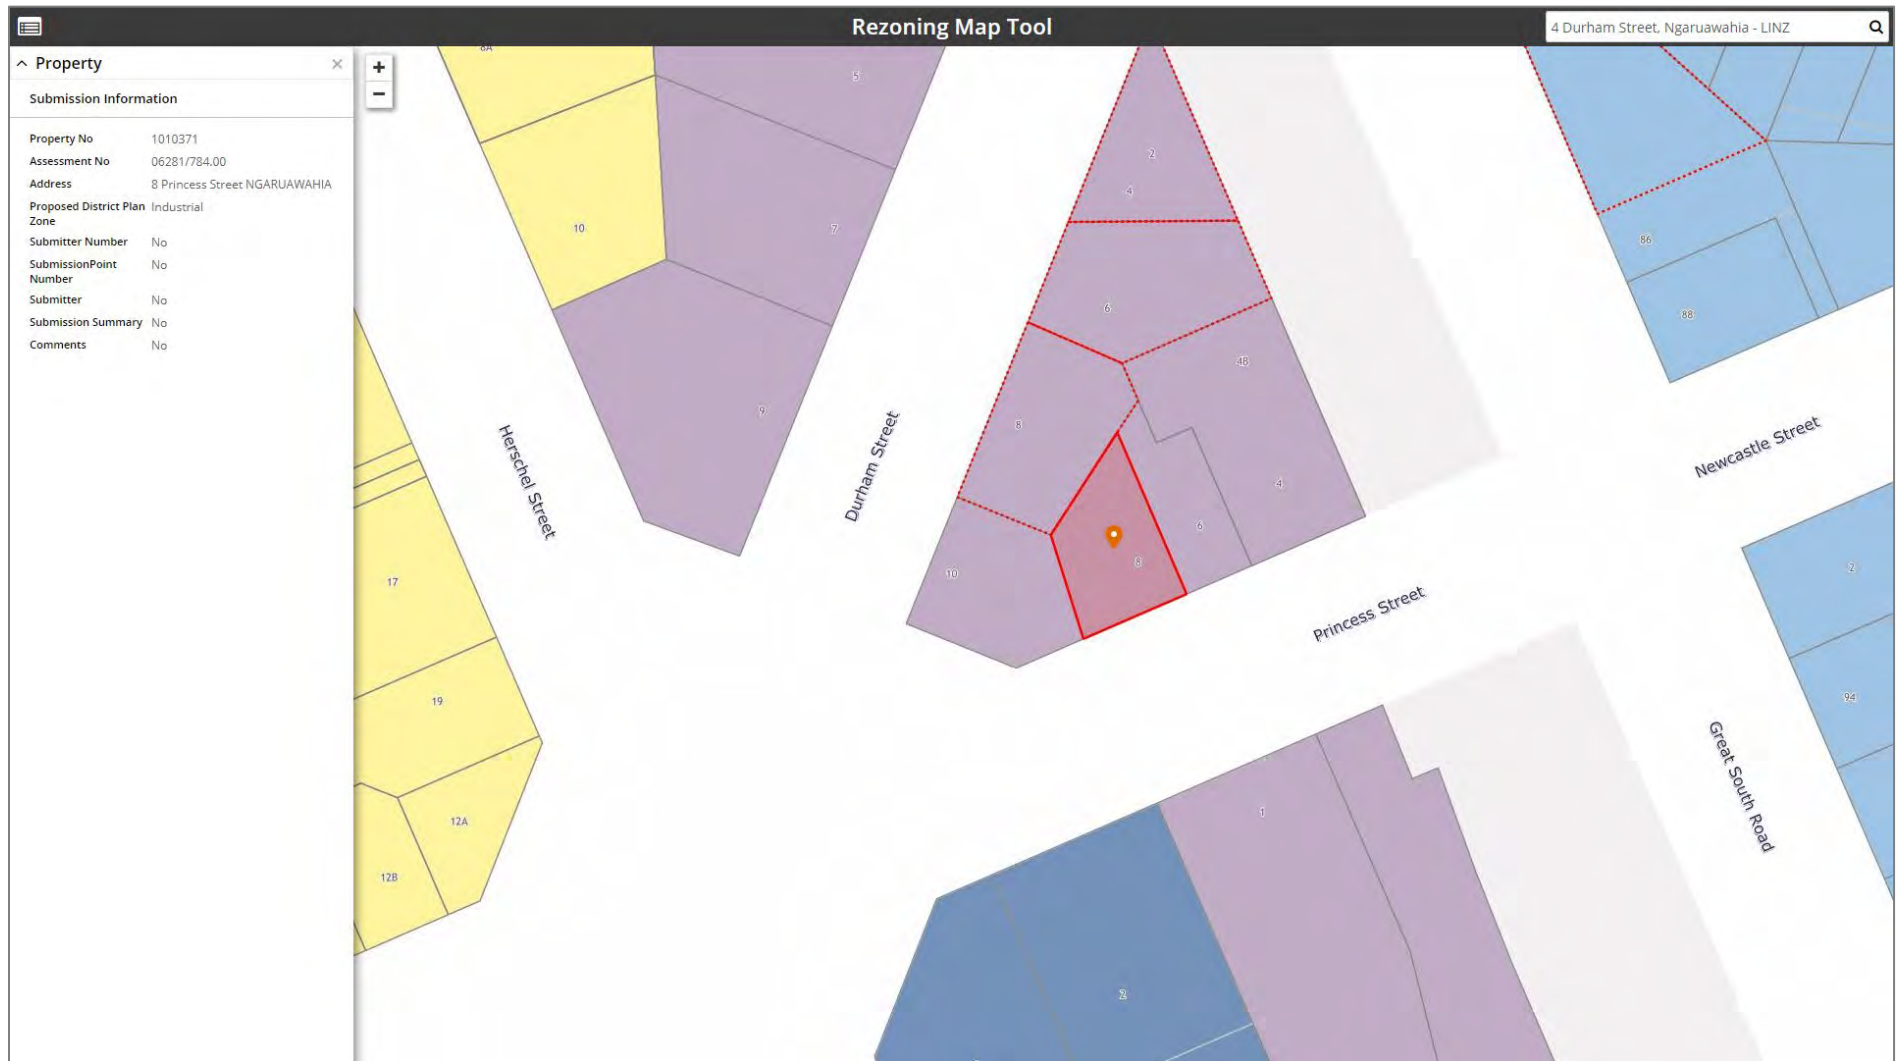 Rezoning Map Tool
4 Durham Street, Ngaruawahia - LINZ
Property
Submission Information
Property No 1010371
Assessment No 06281/784.00
Address 8 Princess Street NGARUAWAHIA
Proposed District Plan Industrial
Zone
Submitter Number No
SubmissionPoint No
Number
Submitter No
Submission Summary No
Comments No
+
−
8A
5
10
7
9
2
4
6
8
4B
4
6
8
10
86
88
Herschel Street
Durham Street
Newcastle Street
Princess Street
Great South Road
17
19
12A
12B
1
2
2
94